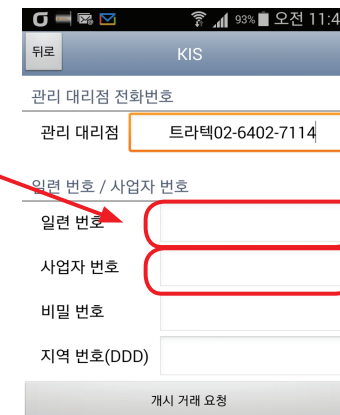 93% 오전 11:4
뒤로 KIS
관리 대리점 전화번호
관리 대리점 트라텍02-6402-7114
일련 번호 / 사업자 번호
일련 번호
사업자 번호
비밀 번호
지역 번호(DDD)
개시 거래 요청